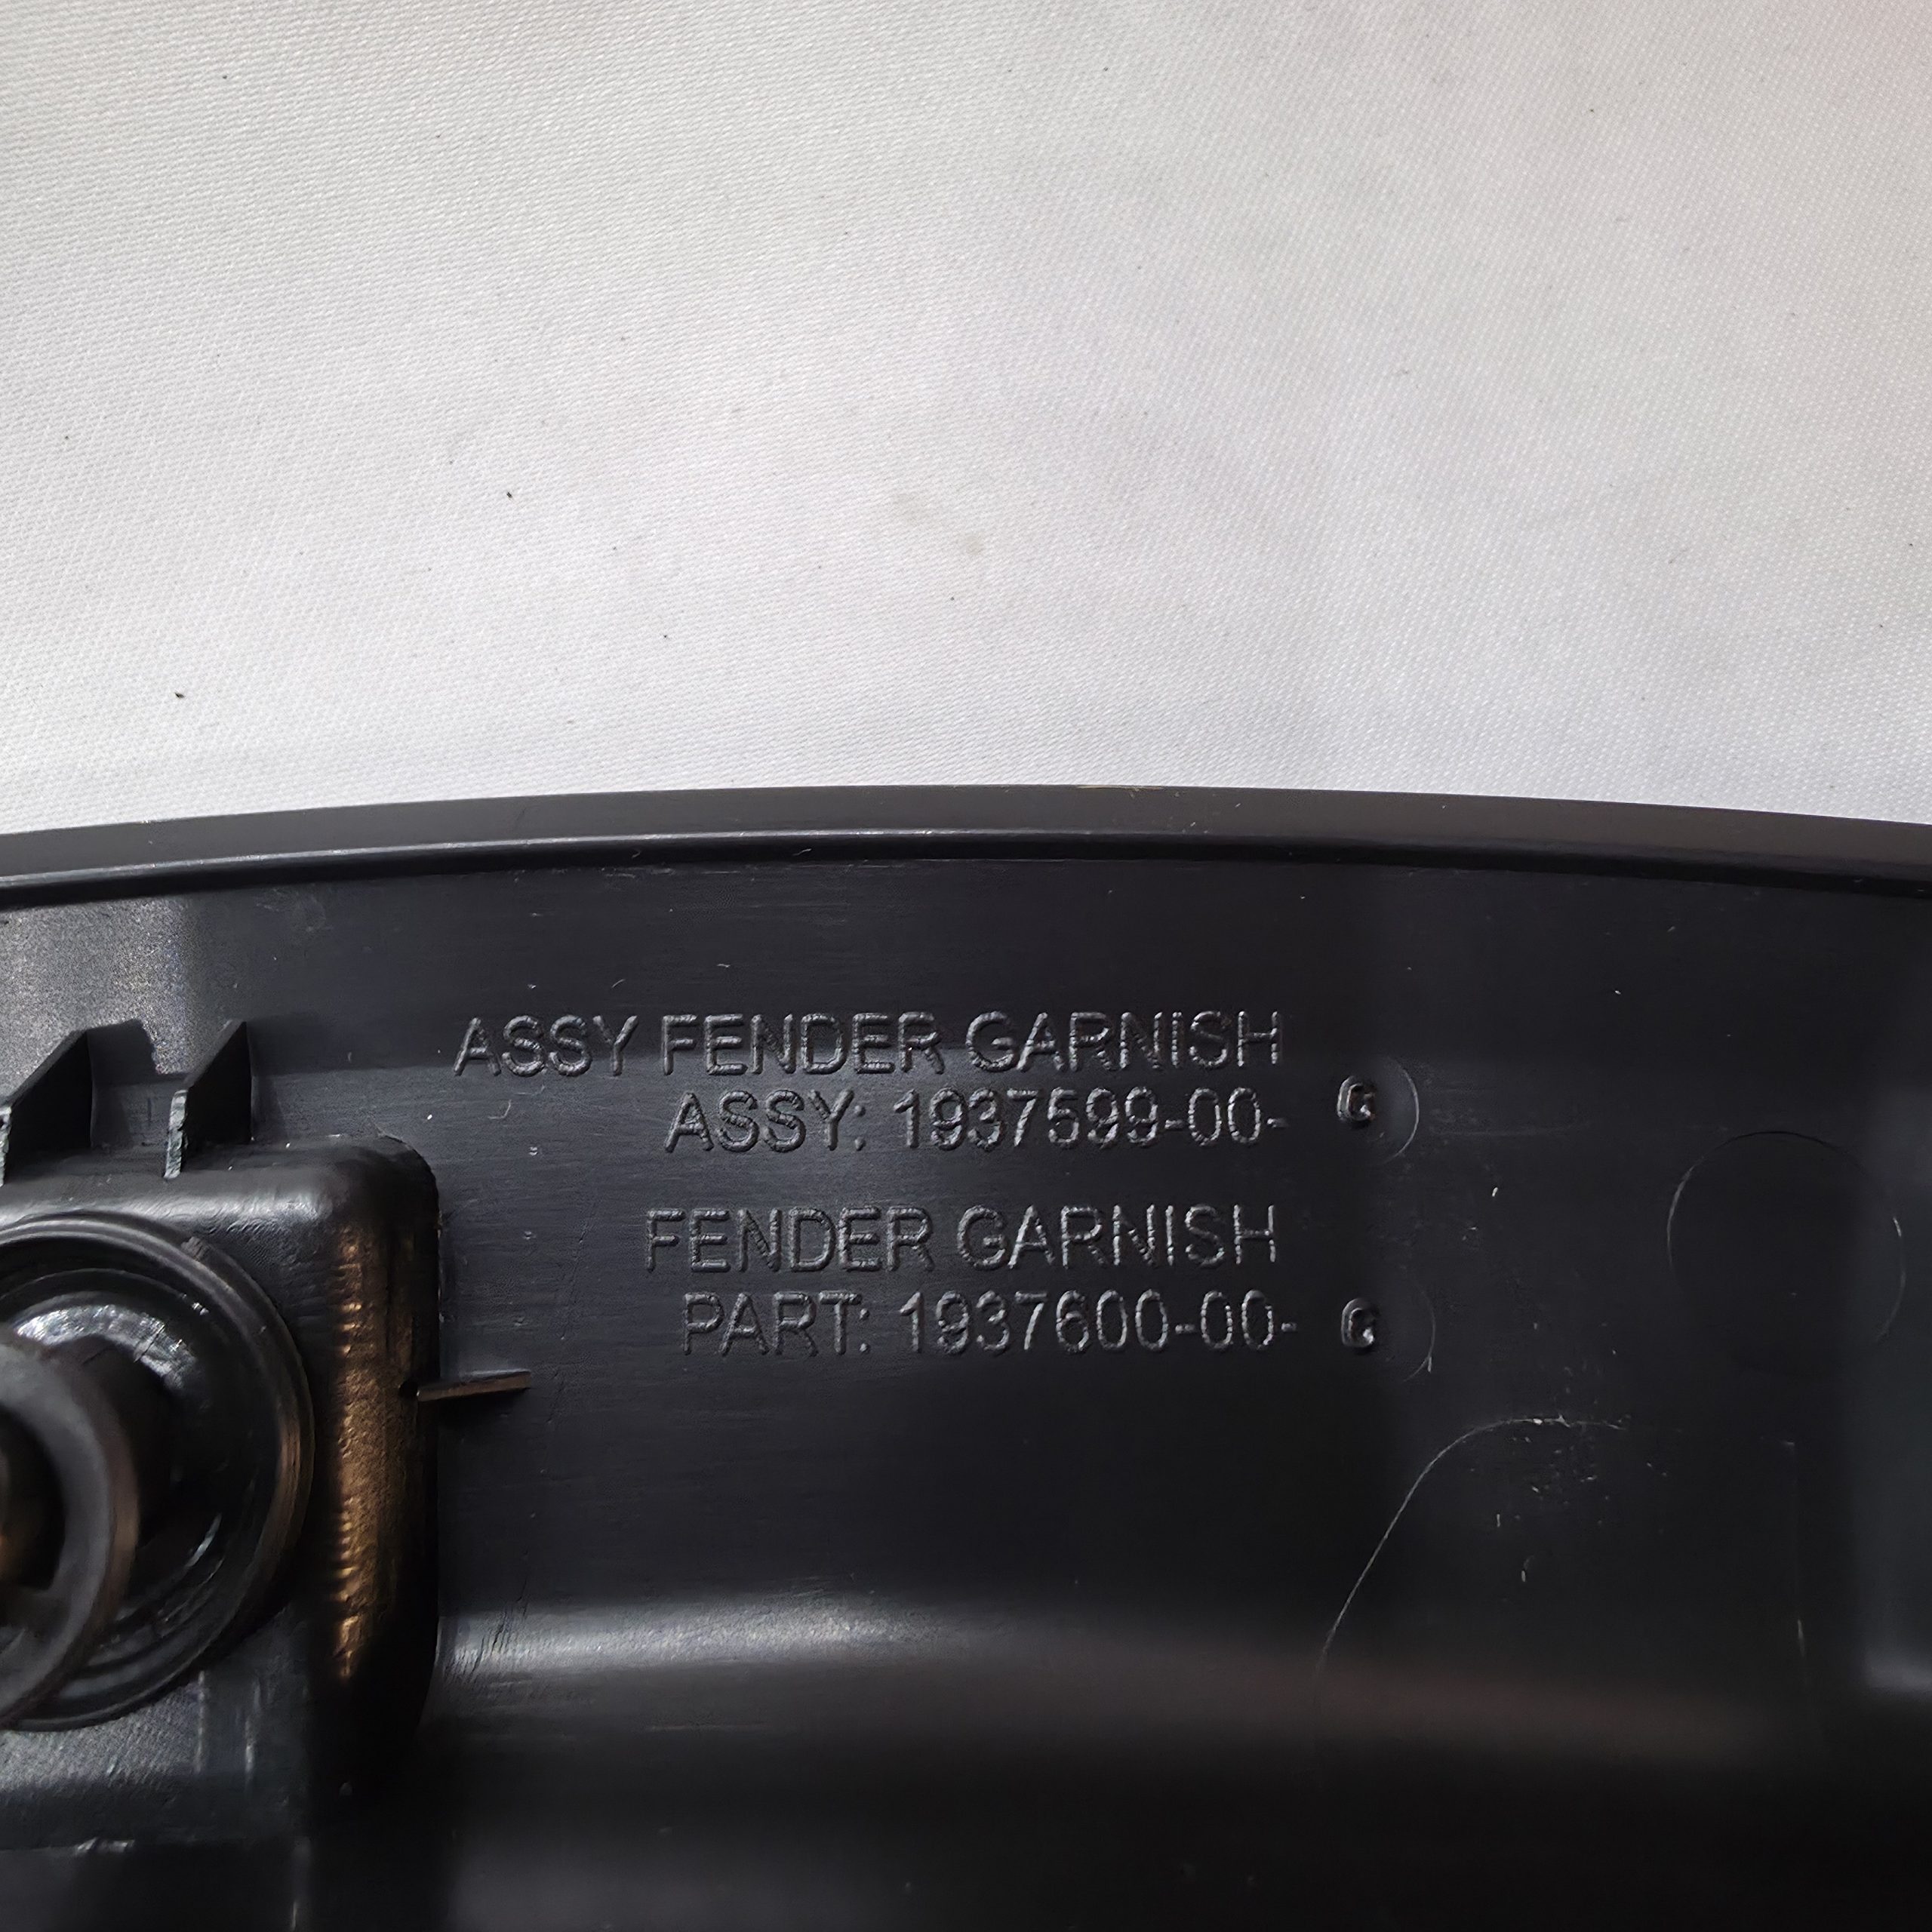 ASSY FENDER GARNISH
ASSY: 1937599-00- G
FENDER GARNISH
PART: 1937600-00- G